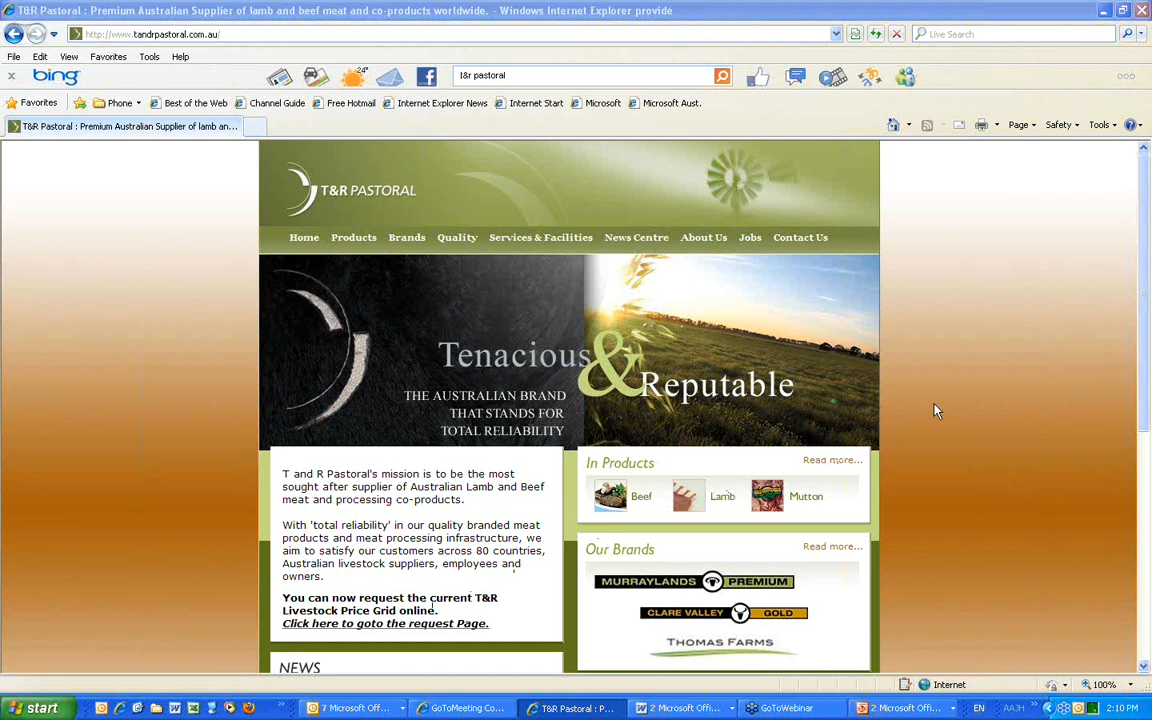 T&R Pastoral : Premium Australian Supplier of lamb and beef meat and co-products worldwide. - Windows Internet Explorer provide
http://www.tandrpastoral.com.au/
Live Search
File Edit View Favorites Tools Help
bing 24° t&r pastoral
Favorites Phone Best of the Web Channel Guide Free Hotmail Internet Explorer News Internet Start Microsoft Microsoft Aust.
T&R Pastoral : Premium Australian Supplier of lamb an...
Page Safety Tools
T&R PASTORAL
Home Products Brands Quality Services & Facilities News Centre About Us Jobs Contact Us
Tenacious & Reputable
THE AUSTRALIAN BRAND
THAT STANDS FOR
TOTAL RELIABILITY
T and R Pastoral's mission is to be the most
sought after supplier of Australian Lamb and Beef
meat and processing co-products.
With 'total reliability' in our quality branded meat
products and meat processing infrastructure, we
aim to satisfy our customers across 80 countries,
Australian livestock suppliers, employees and
owners.
You can now request the current T&R
Livestock Price Grid online.
Click here to goto the request Page.
NEWS
In Products Read more...
Beef Lamb Mutton
Our Brands Read more...
MURRAYLANDS PREMIUM
CLARE VALLEY GOLD
THOMAS FARMS
Internet 100%
start 7 Microsoft Off... GoToMeeting Co... T&R Pastoral : P... 2 Microsoft Offi... GoToWebinar 2 Microsoft Offi... EN AAJH 2:10 PM